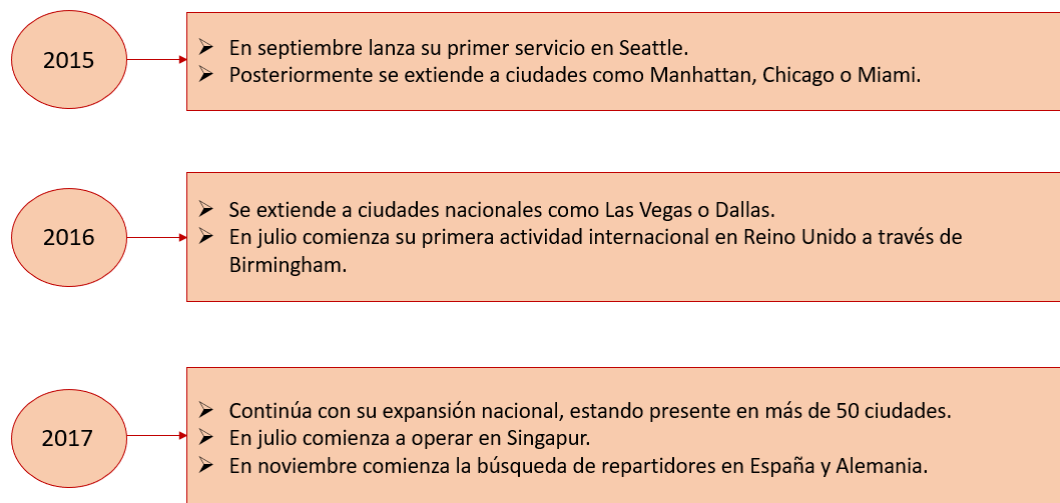 2015
➢ En septiembre lanza su primer servicio en Seattle.
➢ Posteriormente se extiende a ciudades como Manhattan, Chicago o Miami.
2016
➢ Se extiende a ciudades nacionales como Las Vegas o Dallas.
➢ En julio comienza su primera actividad internacional en Reino Unido a través de
Birmingham.
2017
➢ Continúa con su expansión nacional, estando presente en más de 50 ciudades.
➢ En julio comienza a operar en Singapur.
➢ En noviembre comienza la búsqueda de repartidores en España y Alemania.